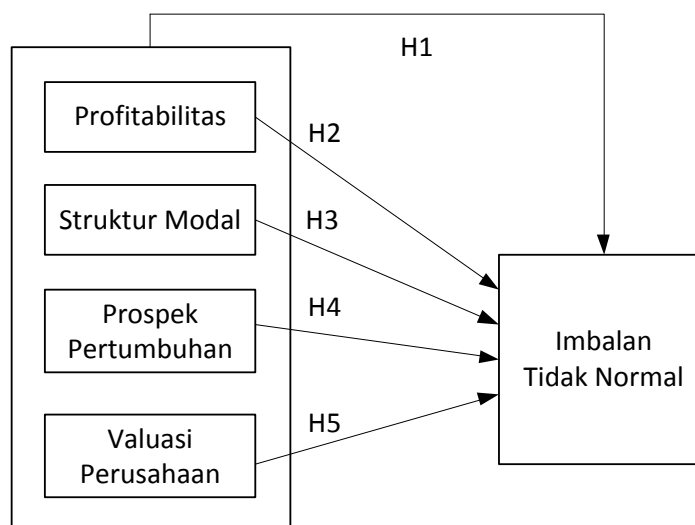 H1
Profitabilitas
H2
Struktur Modal
H3
Prospek
Pertumbuhan
H4
Imbalan
Tidak Normal
Valuasi
Perusahaan
H5